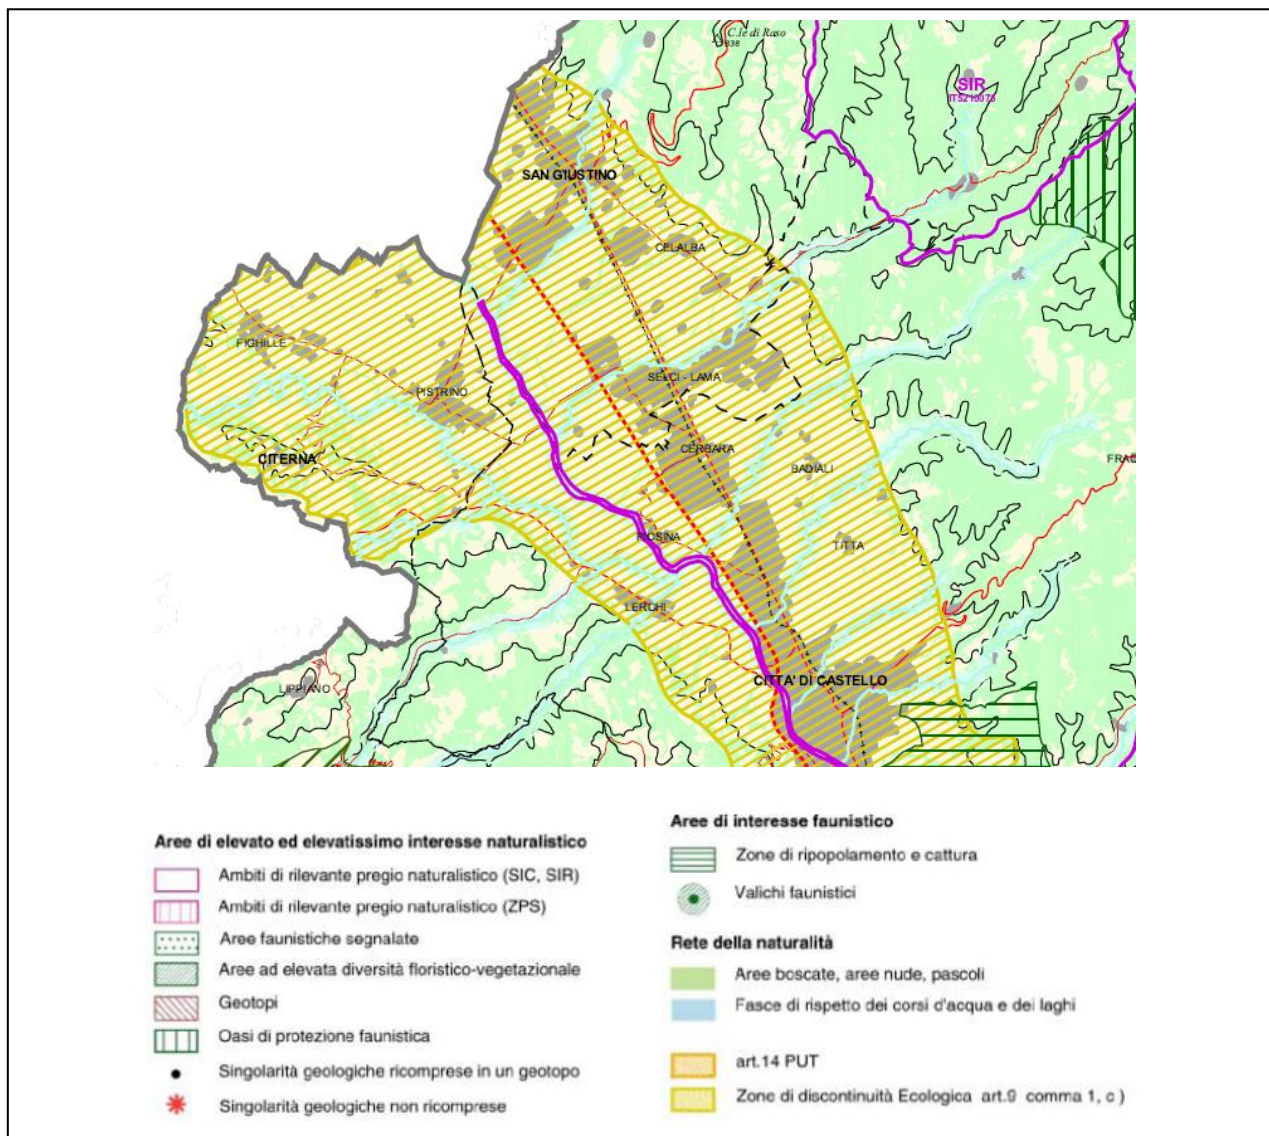 C.le di Raso
838
SIR
IT5210075
SAN GIUSTINO
CELALBA
FIGHILLE
PISTRINO
SELCI - LAMA
CITERNA
CERBARA
BADIALI
FRAC
PIOSINA
TITTA
LERCHI
LIPPIANO
CITTA' DI CASTELLO
Aree di elevato ed elevatissimo interesse naturalistico
Ambiti di rilevante pregio naturalistico (SIC, SIR)
Ambiti di rilevante pregio naturalistico (ZPS)
Aree faunistiche segnalate
Aree ad elevata diversità floristico-vegetazionale
Geotopi
Oasi di protezione faunistica
Singolarità geologiche ricomprese in un geotopo
Singolarità geologiche non ricomprese
Aree di interesse faunistico
Zone di ripopolamento e cattura
Valichi faunistici
Rete della naturalità
Aree boscate, aree nude, pascoli
Fasce di rispetto dei corsi d'acqua e dei laghi
art.14 PUT
Zone di discontinuità Ecologica art.9 comma 1, c )